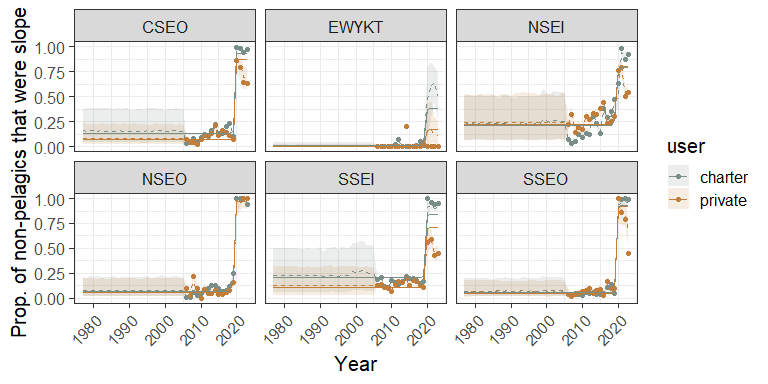 Prop. of non-pelagics that were slope
CSEO
EWYKT
NSEI
1.00
0.75
0.50
0.25
0.00
NSEO
SSEI
SSEO
1.00
0.75
0.50
0.25
0.00
1980
1990
2000
2010
2020
1980
1990
2000
2010
2020
1980
1990
2000
2010
2020
Year
user
charter
private